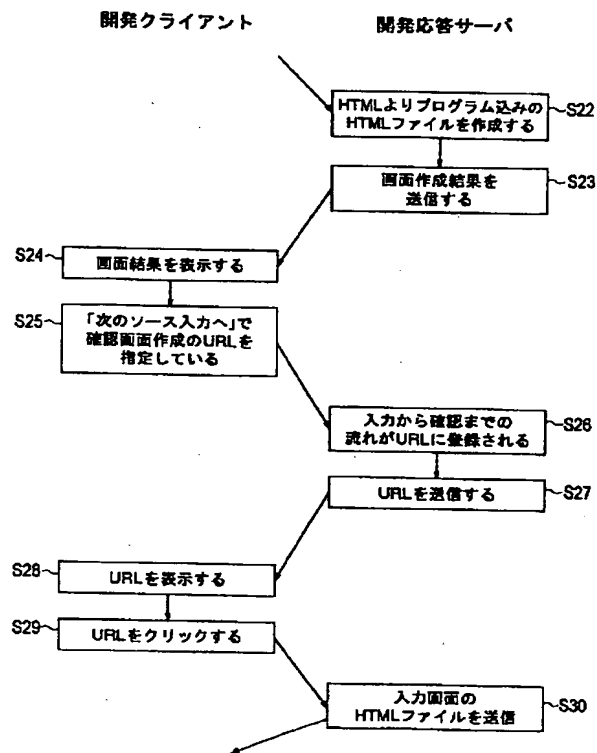 開発クライアント
開発応答サーバ
HTMLよりプログラム込みの
HTMLファイルを作成する
S22
画面作成結果を
送信する
S23
S24
画面結果を表示する
S25
「次のソース入力へ」で
確認画面作成のURLを
指定している
入力から確認までの
流れがURLに登録される
S26
URLを送信する
S27
S28
URLを表示する
S29
URLをクリックする
入力画面の
HTMLファイルを送信
S30